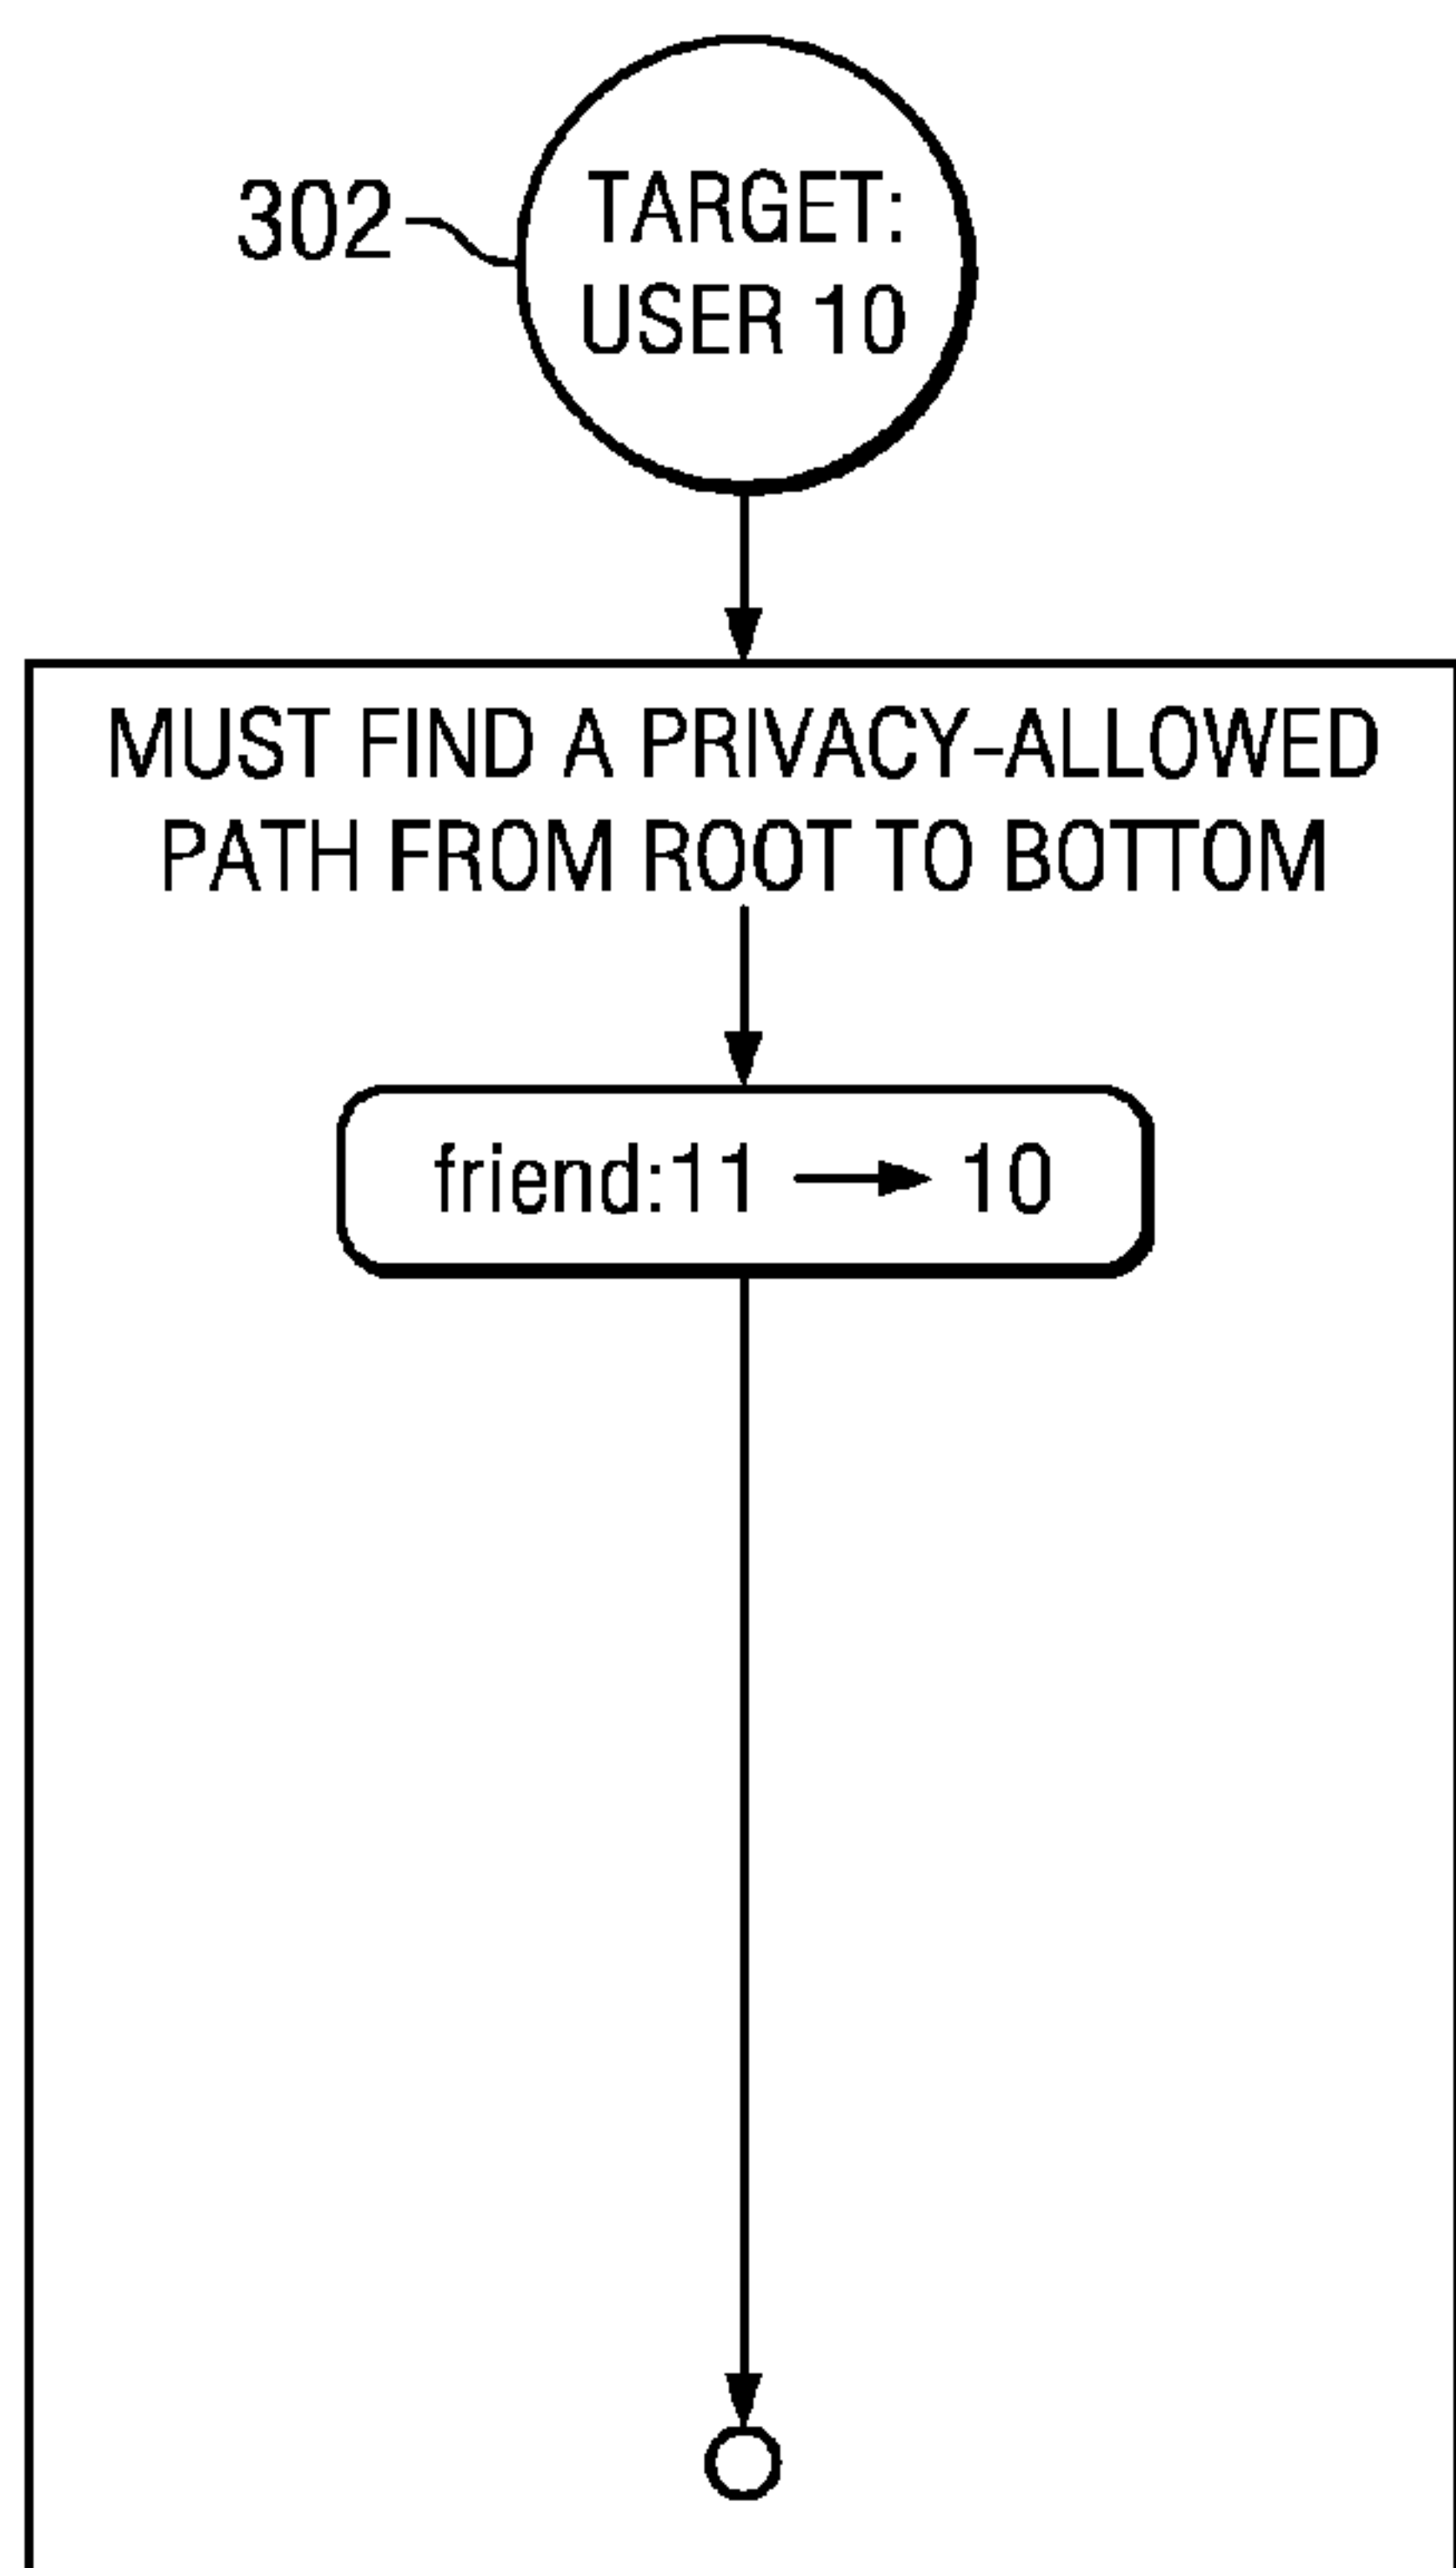 302
TARGET:
USER 10
MUST FIND A PRIVACY-ALLOWED
PATH FROM ROOT TO BOTTOM
friend:11 → 10